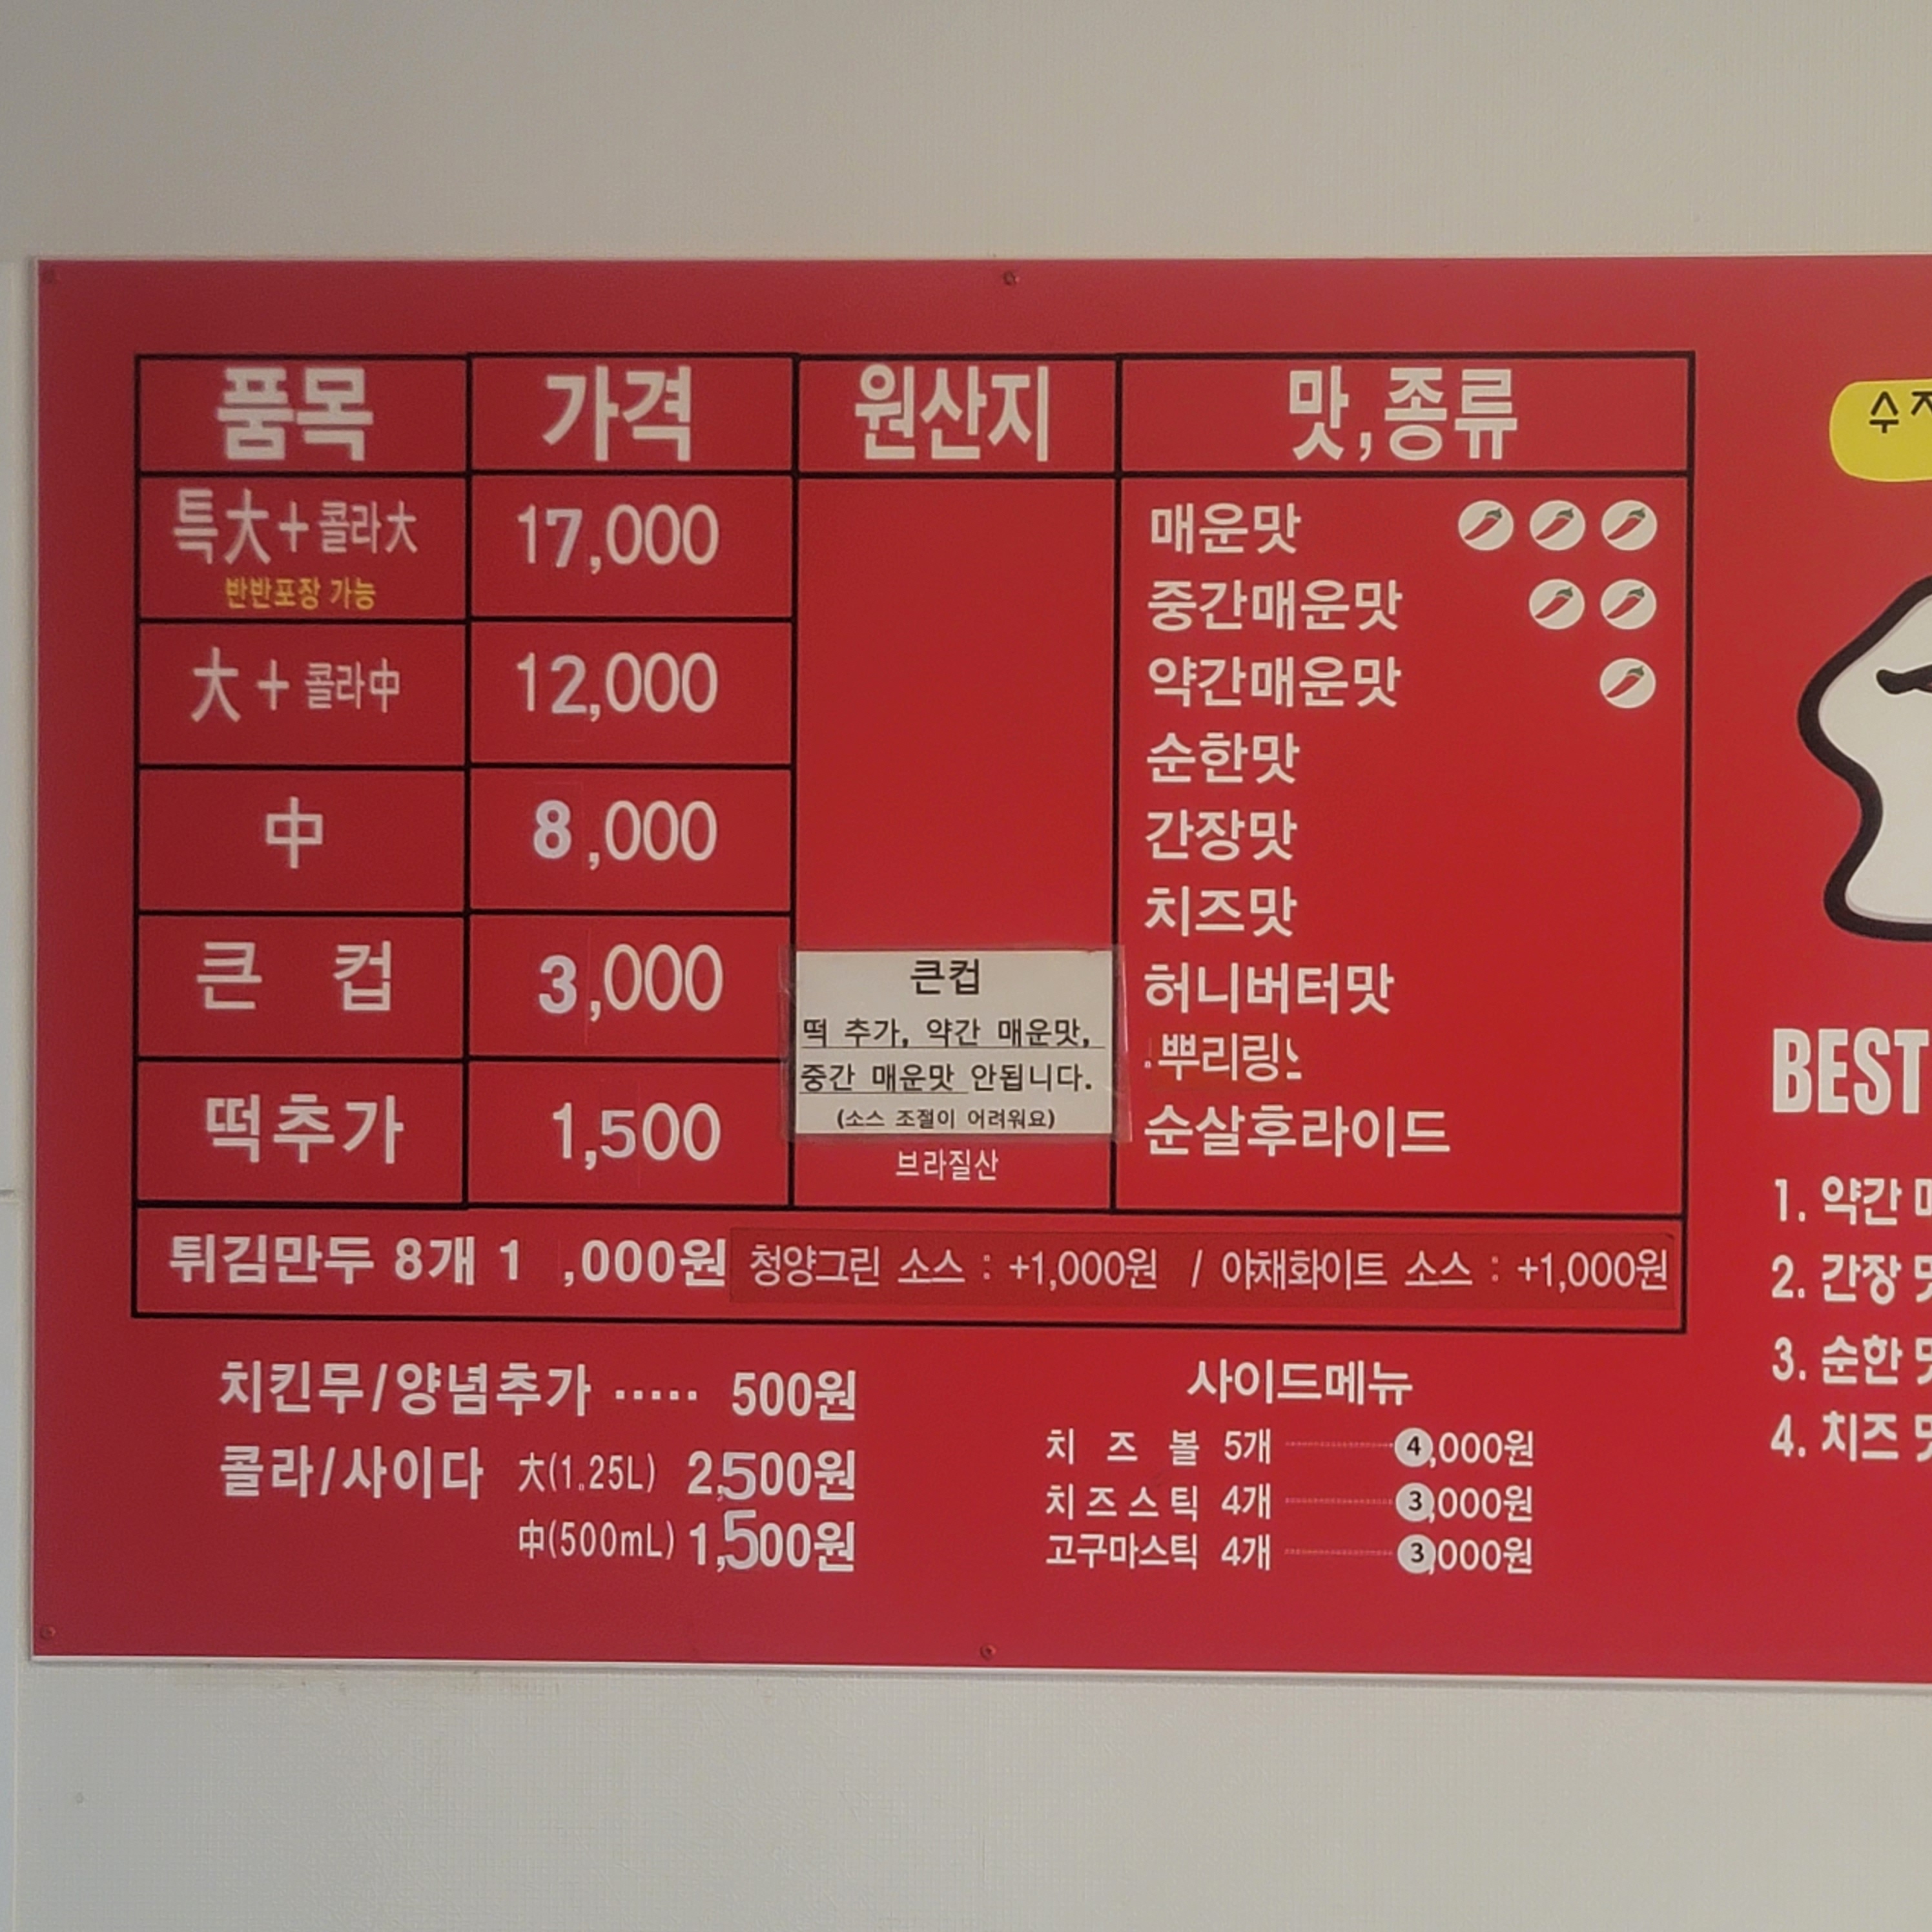 품목 가격 원산지 맛,종류
특大+콜라大 17,000
반반포장 가능
大+콜라中 12,000
中 8,000
큰 컵 3,000
떡추가 1,500
큰컵
떡 추가, 약간 매운맛,
중간 매운맛 안됩니다.
(소스 조절이 어려워요)
브라질산
매운맛
중간매운맛
약간매운맛
순한맛
간장맛
치즈맛
허니버터맛
뿌리링
순살후라이드
튀김만두 8개 1 ,000원 청양그린 소스 : +1,000원 / 야채화이트 소스 : +1,000원
치킨무/양념추가 ····· 500원
콜라/사이다 大(1.25L) 2,500원
中(500mL) 1,500원
사이드메뉴
치 즈 볼 5개 4,000원
치즈스틱 4개 3,000원
고구마스틱 4개 3,000원
수
BEST
1. 약간
2. 간장
3. 순한
4. 치즈